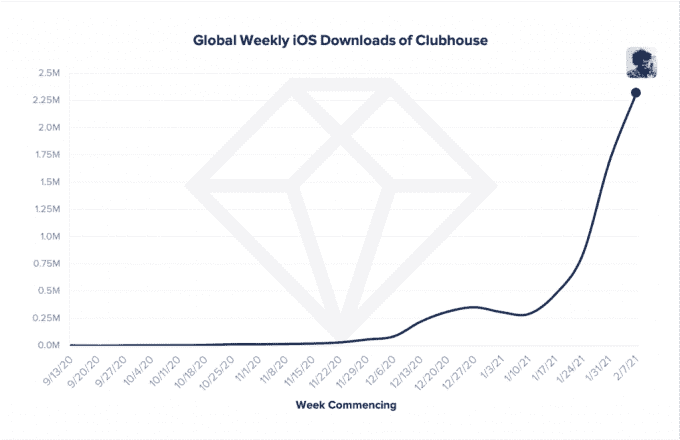 Global Weekly iOS Downloads of Clubhouse
2.5M
2.25M
2.0M
1.75M
1.5M
1.25M
1.0M
0.75M
0.5M
0.25M
0.0M
9/13/20
9/20/20
9/27/20
10/4/20
10/11/20
10/18/20
10/25/20
11/1/20
11/8/20
11/15/20
11/22/20
11/29/20
12/6/20
12/13/20
12/20/20
12/27/20
1/3/21
1/10/21
1/17/21
1/24/21
1/31/21
2/7/21
Week Commencing